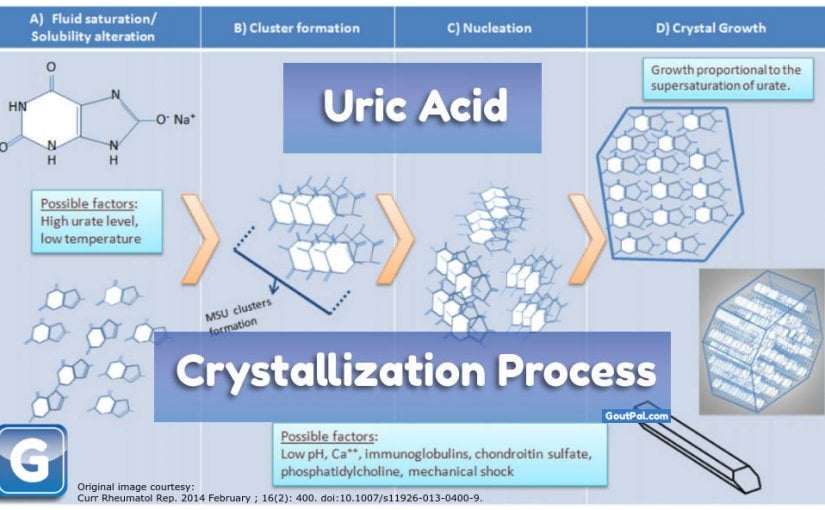 A) Fluid saturation/
Solubility alteration
B) Cluster formation
C) Nucleation
D) Crystal Growth
Uric Acid
Growth proportional to the
supersaturation of urate.
O
HN
N
O⁻ Na⁺
O
N
H
N
H
Possible factors:
High urate level,
low temperature
MSU clusters
formation
Crystallization Process
GoutPal.com
G
Possible factors:
Low pH, Ca⁺⁺, immunoglobulins, chondroitin sulfate,
phosphatidylcholine, mechanical shock
Original image courtesy:
Curr Rheumatol Rep. 2014 February ; 16(2): 400. doi:10.1007/s11926-013-0400-9.